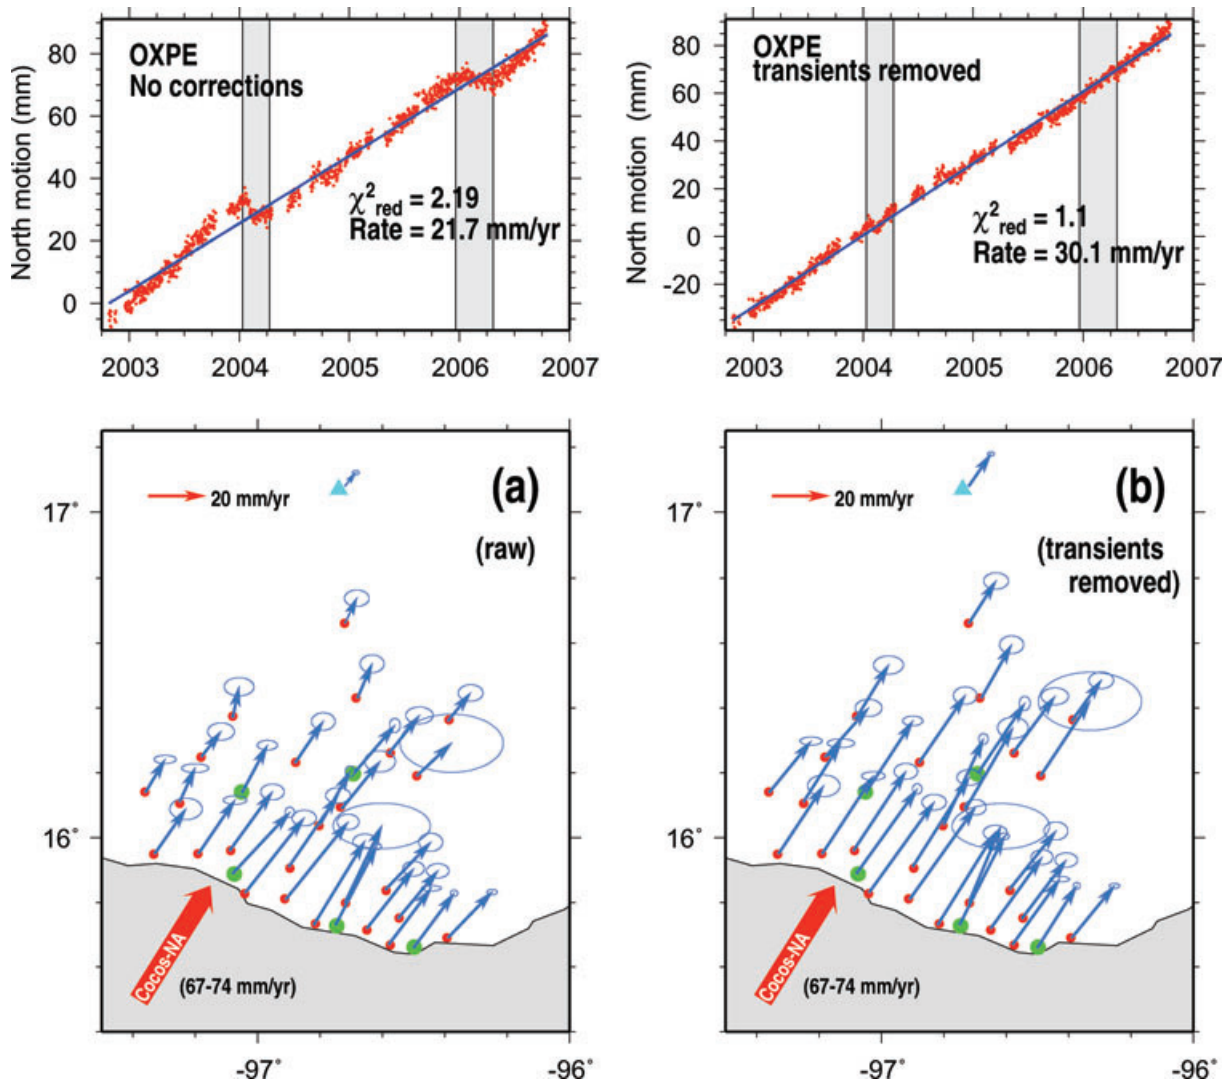 OXPE
No corrections
North motion (mm)
80
60
40
20
0
χ²red = 2.19
Rate = 21.7 mm/yr
2003 2004 2005 2006 2007
OXPE
transients removed
North motion (mm)
80
60
40
20
0
-20
χ²red = 1.1
Rate = 30.1 mm/yr
2003 2004 2005 2006 2007
(a)
20 mm/yr
(raw)
17°
16°
Cocos-NA
(67-74 mm/yr)
-97° -96°
(b)
20 mm/yr
(transients
removed)
17°
16°
Cocos-NA
(67-74 mm/yr)
-97° -96°